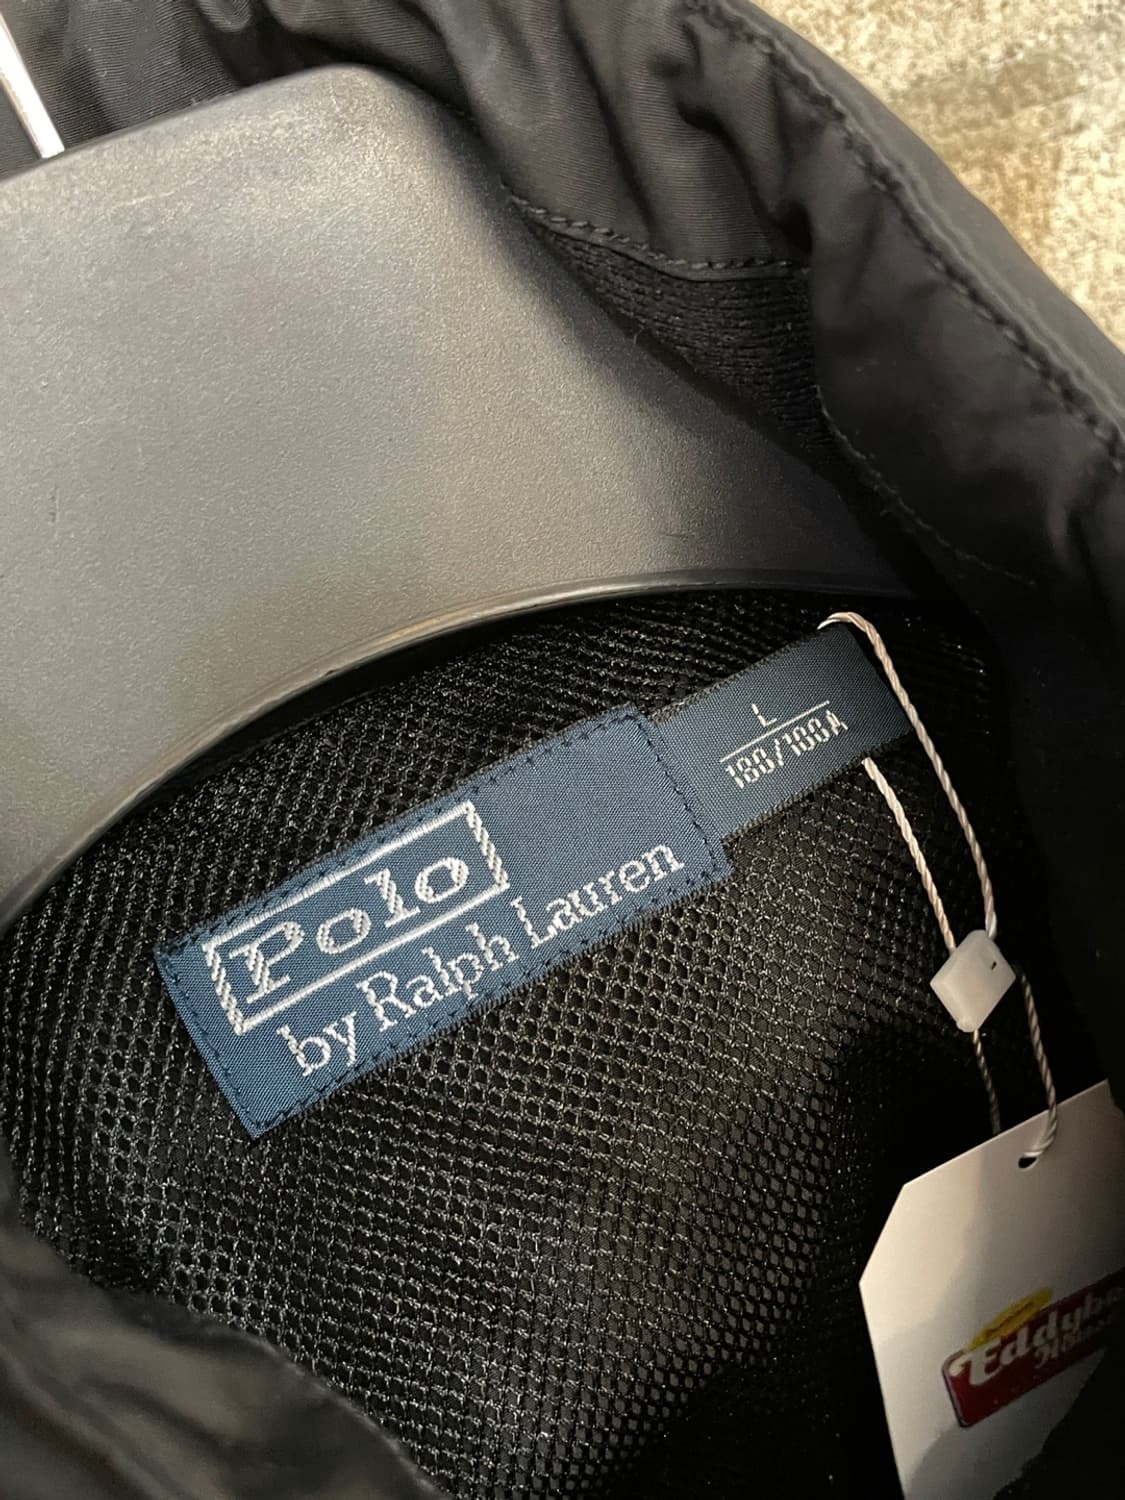 Polo
by Ralph Lauren
L
180/100A